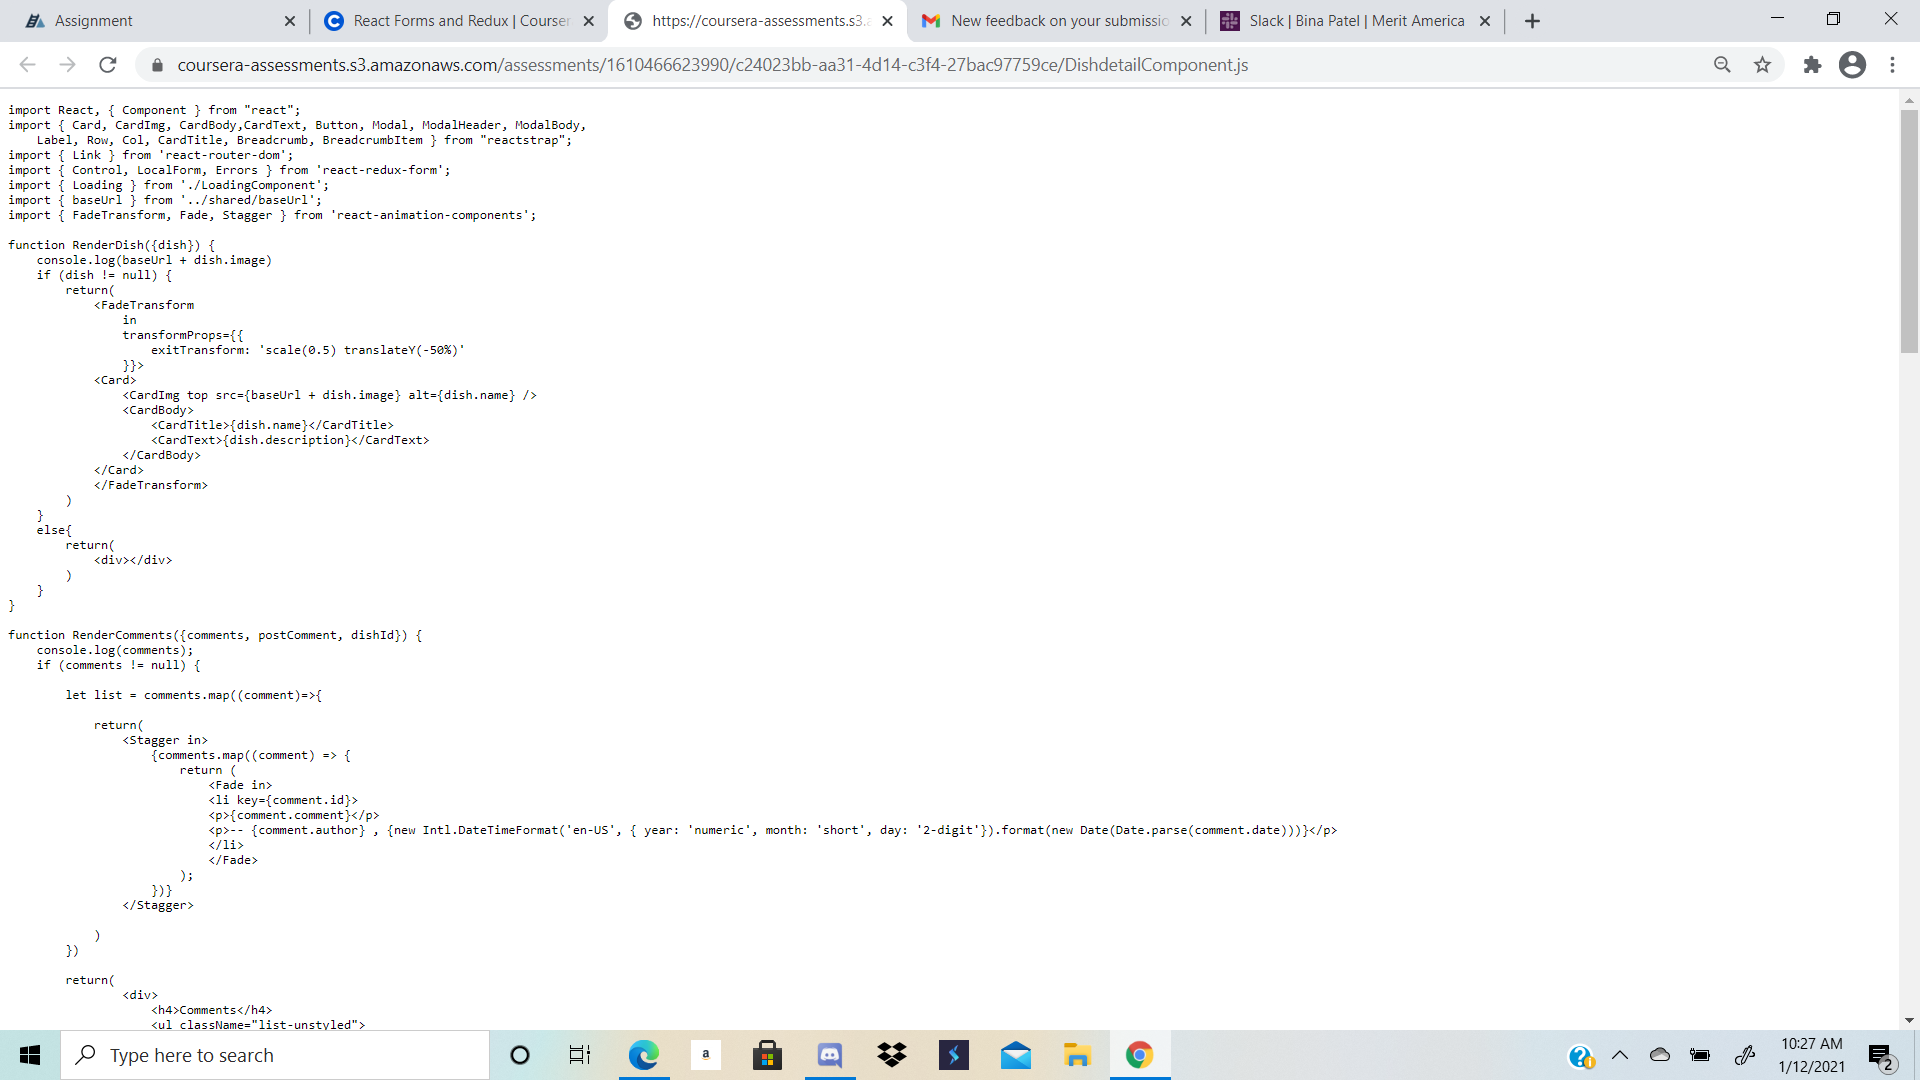 Assignment
React Forms and Redux | Courser
https://coursera-assessments.s3.a
New feedback on your submissio
Slack | Bina Patel | Merit America
coursera-assessments.s3.amazonaws.com/assessments/1610466623990/c24023bb-aa31-4d14-c3f4-27bac97759ce/DishdetailComponent.js
import React, { Component } from "react";
import { Card, CardImg, CardBody,CardText, Button, Modal, ModalHeader, ModalBody,
    Label, Row, Col, CardTitle, Breadcrumb, BreadcrumbItem } from "reactstrap";
import { Link } from 'react-router-dom';
import { Control, LocalForm, Errors } from 'react-redux-form';
import { Loading } from './LoadingComponent';
import { baseUrl } from '../shared/baseUrl';
import { FadeTransform, Fade, Stagger } from 'react-animation-components';
function RenderDish({dish}) {
    console.log(baseUrl + dish.image)
    if (dish != null) {
        return(
            <FadeTransform
                in
                transformProps={{
                    exitTransform: 'scale(0.5) translateY(-50%)'
                }}>
            <Card>
                <CardImg top src={baseUrl + dish.image} alt={dish.name} />
                <CardBody>
                    <CardTitle>{dish.name}</CardTitle>
                    <CardText>{dish.description}</CardText>
                </CardBody>
            </Card>
            </FadeTransform>
        )
    }
    else{
        return(
            <div></div>
        )
    }
}
function RenderComments({comments, postComment, dishId}) {
    console.log(comments);
    if (comments != null) {
        let list = comments.map((comment)=>{
            return(
                <Stagger in>
                    {comments.map((comment) => {
                        return (
                            <Fade in>
                            <li key={comment.id}>
                            <p>{comment.comment}</p>
                            <p>-- {comment.author} , {new Intl.DateTimeFormat('en-US', { year: 'numeric', month: 'short', day: '2-digit'}).format(new Date(Date.parse(comment.date)))}</p>
                            </li>
                            </Fade>
                        );
                    })}
                </Stagger>
            )
        })
        return(
                <div>
                    <h4>Comments</h4>
                    <ul className="list-unstyled">
Type here to search
a
10:27 AM
1/12/2021
2